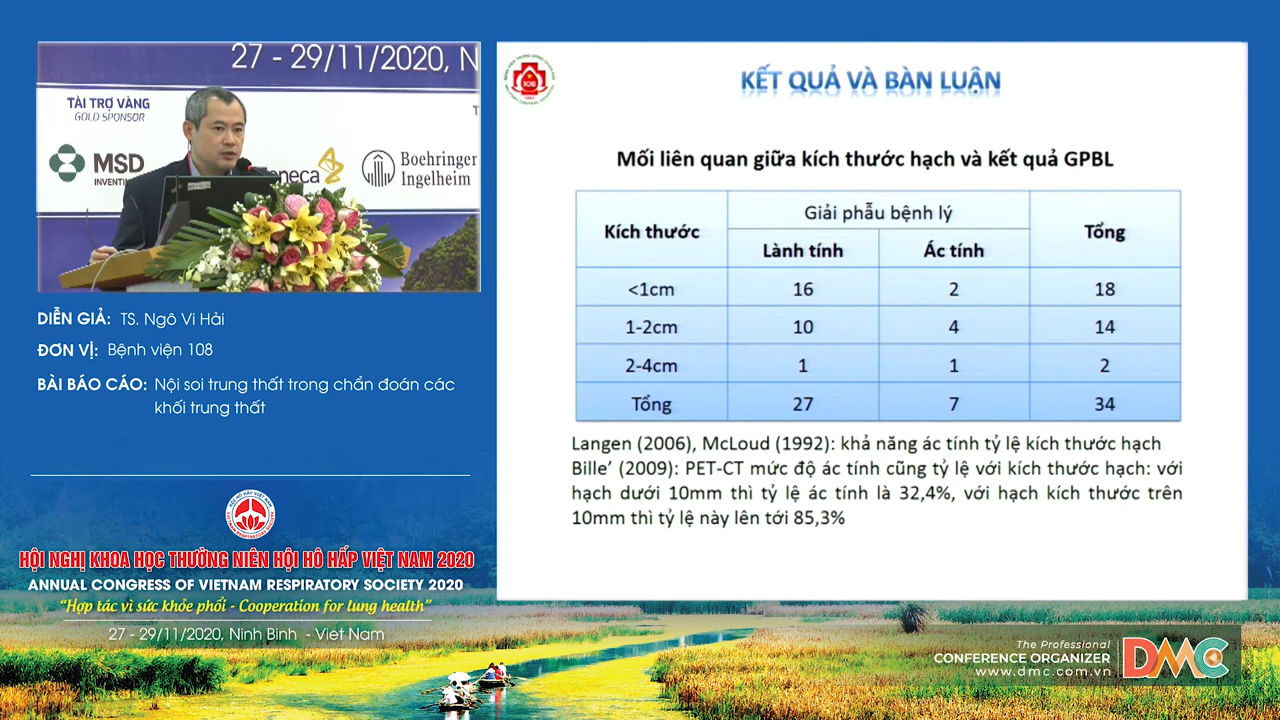 27 - 29/11/2020, N
TÀI TRỢ VÀNG
GOLD SPONSOR
MSD
INVENTIN
neca
Boehringer
Ingelheim
DIỄN GIẢ: TS. Ngô Vi Hải
ĐƠN VỊ: Bệnh viện 108
BÀI BÁO CÁO: Nội soi trung thất trong chẩn đoán các
khối trung thất
HỘI NGHỊ KHOA HỌC THƯỜNG NIÊN HỘI HÔ HẤP VIỆT NAM 2020
ANNUAL CONGRESS OF VIETNAM RESPIRATORY SOCIETY 2020
“Hợp tác vì sức khỏe phổi - Cooperation for lung health”
27 - 29/11/2020, Ninh Binh - Viet Nam
108
KẾT QUẢ VÀ BÀN LUẬN
Mối liên quan giữa kích thước hạch và kết quả GPBL
Kích thước Giải phẫu bệnh lý Tổng
Lành tính Ác tính
<1cm 16 2 18
1-2cm 10 4 14
2-4cm 1 1 2
Tổng 27 7 34
Langen (2006), McLoud (1992): khả năng ác tính tỷ lệ kích thước hạch
Bille’ (2009): PET-CT mức độ ác tính cũng tỷ lệ với kích thước hạch: với
hạch dưới 10mm thì tỷ lệ ác tính là 32,4%, với hạch kích thước trên
10mm thì tỷ lệ này lên tới 85,3%
The Professional
CONFERENCE ORGANIZER
www.dmc.com.vn
DMC